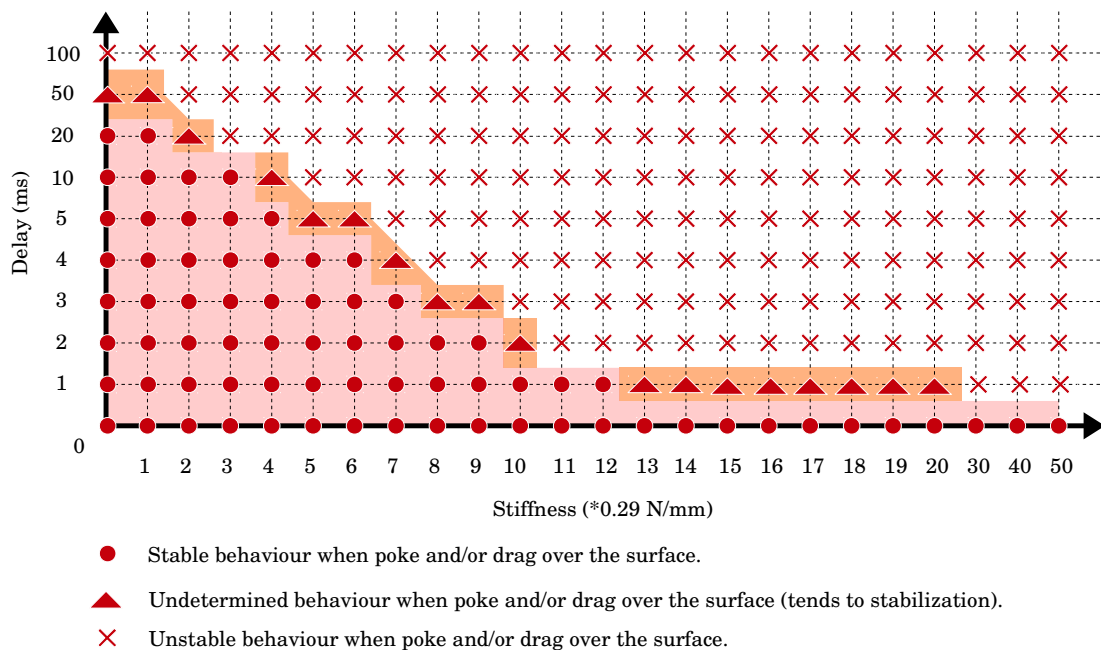 100
50
20
10
5
4
3
2
1
0
Delay (ms)
1 2 3 4 5 6 7 8 9 10 11 12 13 14 15 16 17 18 19 20 30 40 50
Stiffness (*0.29 N/mm)
Stable behaviour when poke and/or drag over the surface.
Undetermined behaviour when poke and/or drag over the surface (tends to stabilization).
Unstable behaviour when poke and/or drag over the surface.